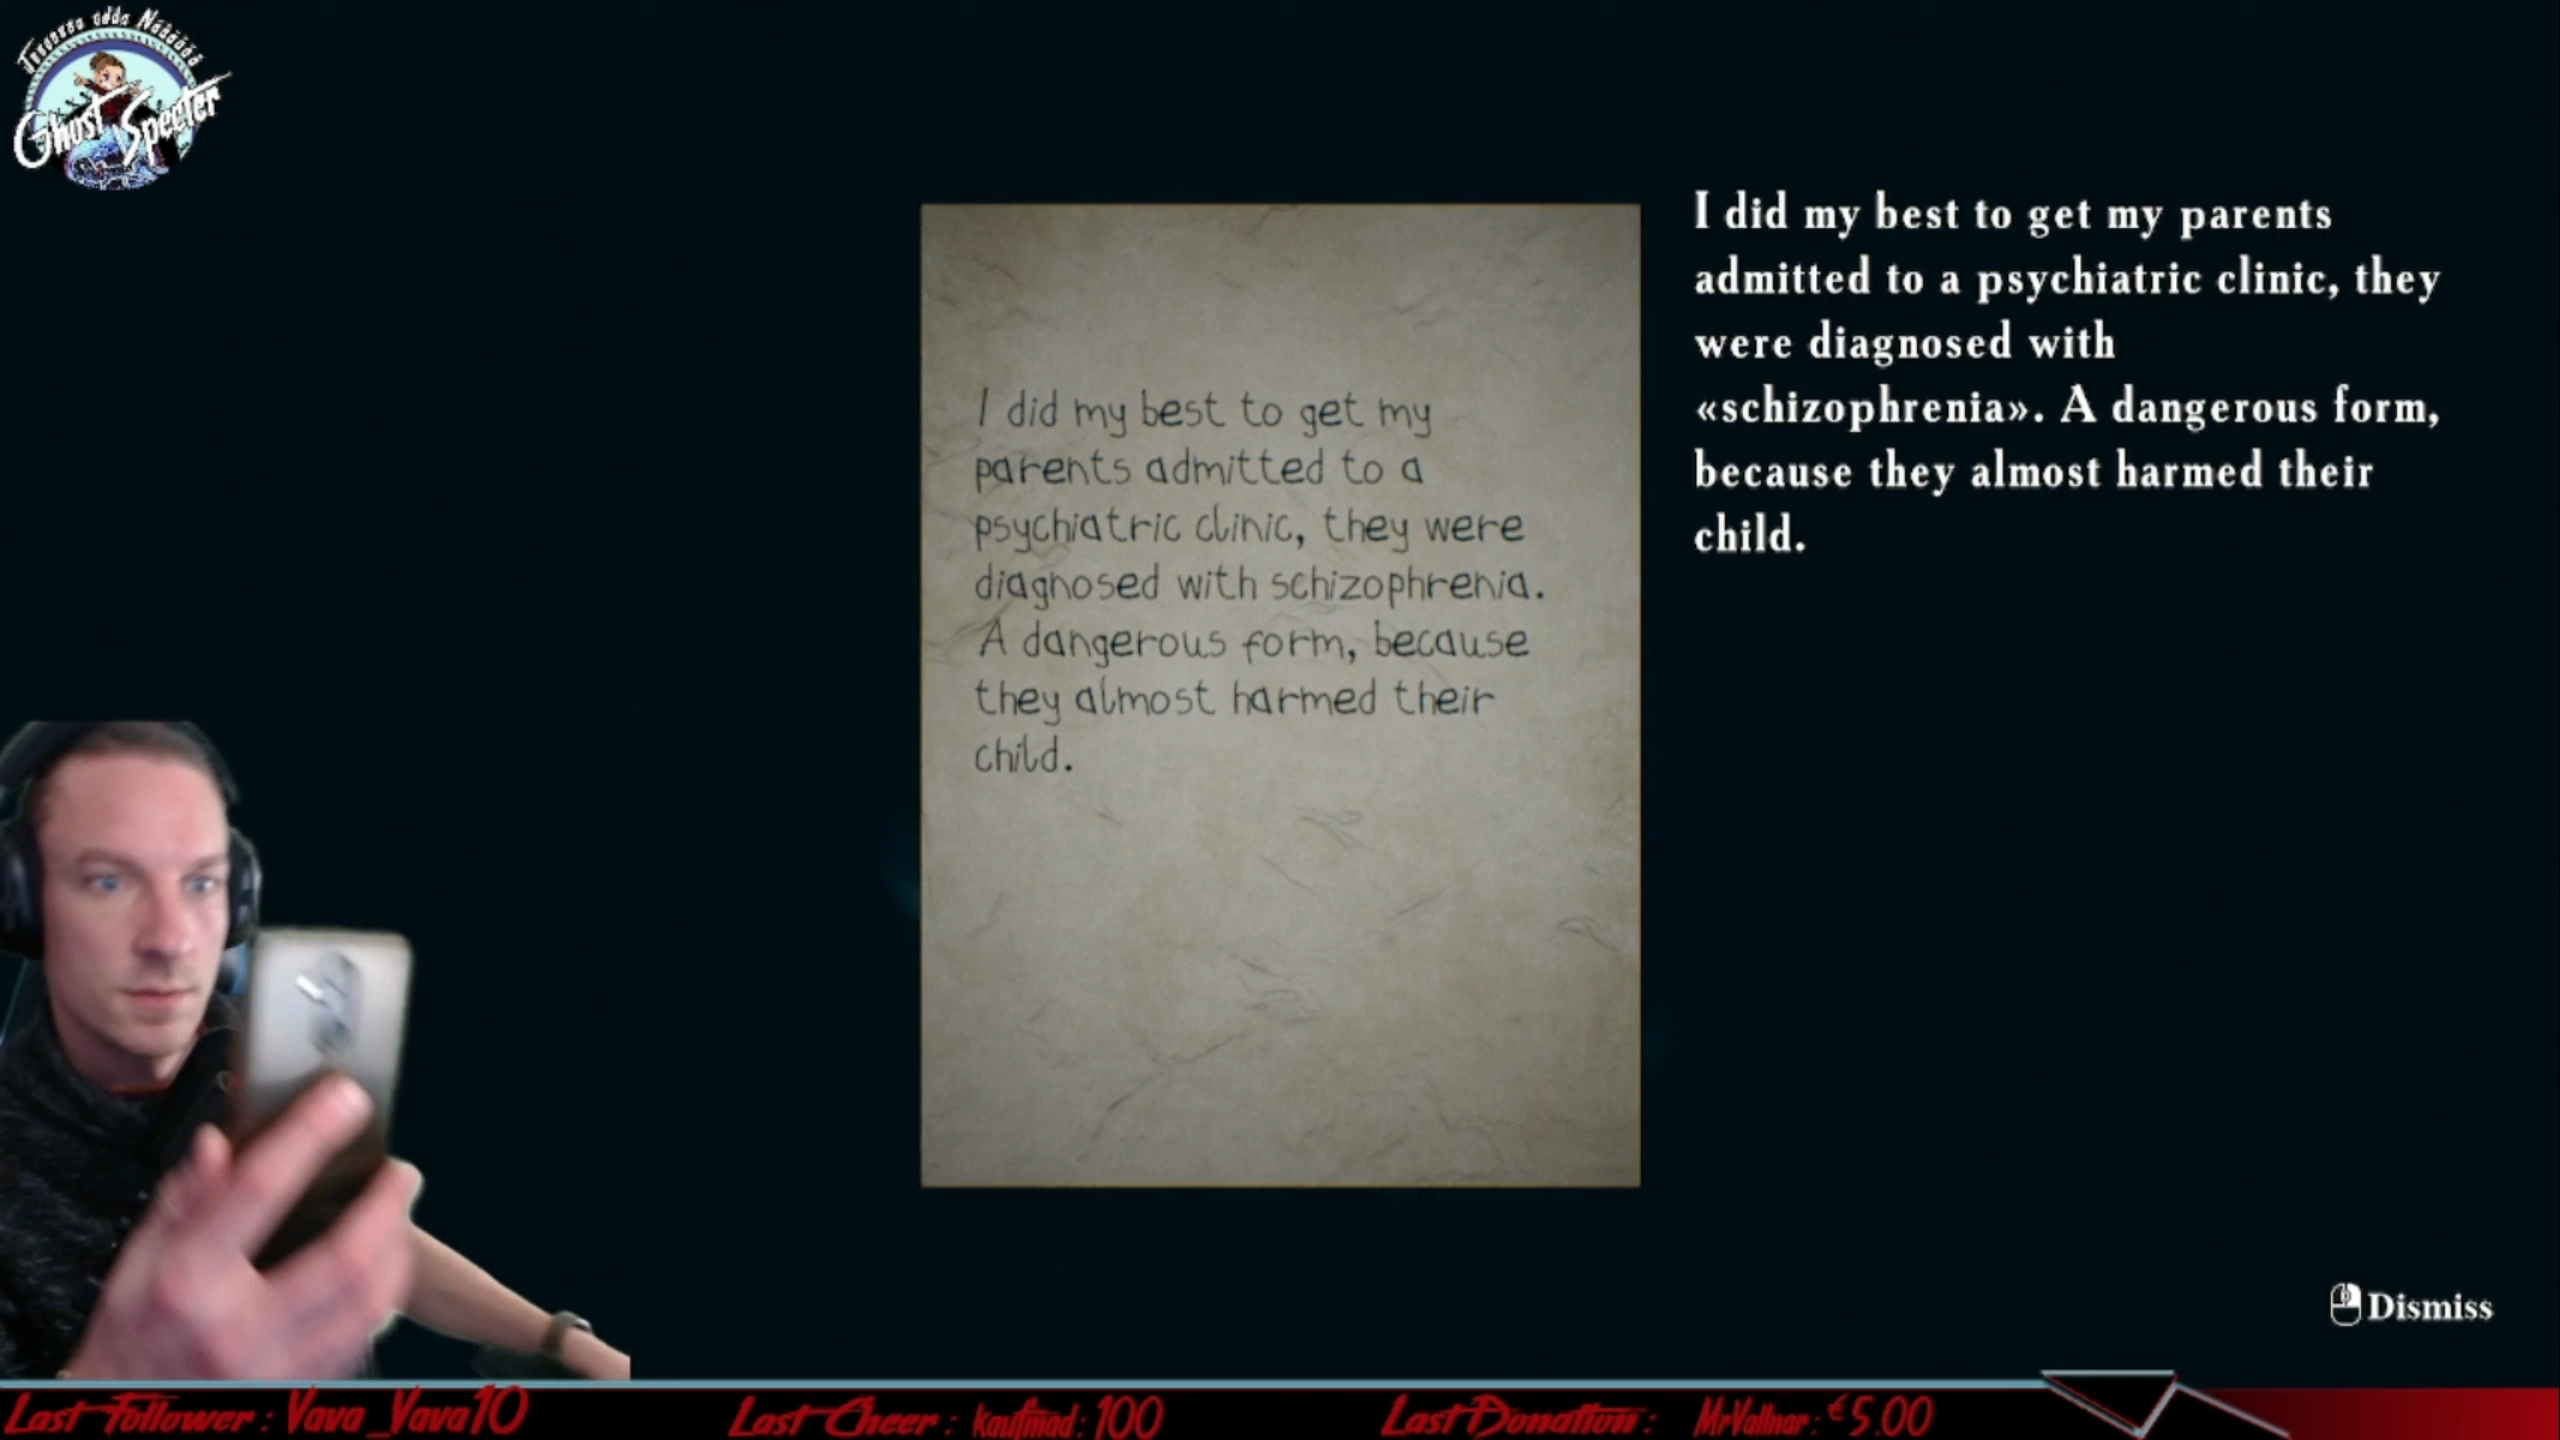 Ghost Specter
I did my best to get my
parents admitted to a
psychiatric clinic, they were
diagnosed with schizophrenia.
A dangerous form, because
they almost harmed their
child.
I did my best to get my parents
admitted to a psychiatric clinic, they
were diagnosed with
«schizophrenia». A dangerous form,
because they almost harmed their
child.
Dismiss
Last Follower: Vava_Vava10
Last Cheer: kaufmad: 100
Last Donation: MrVallnar: €5.00